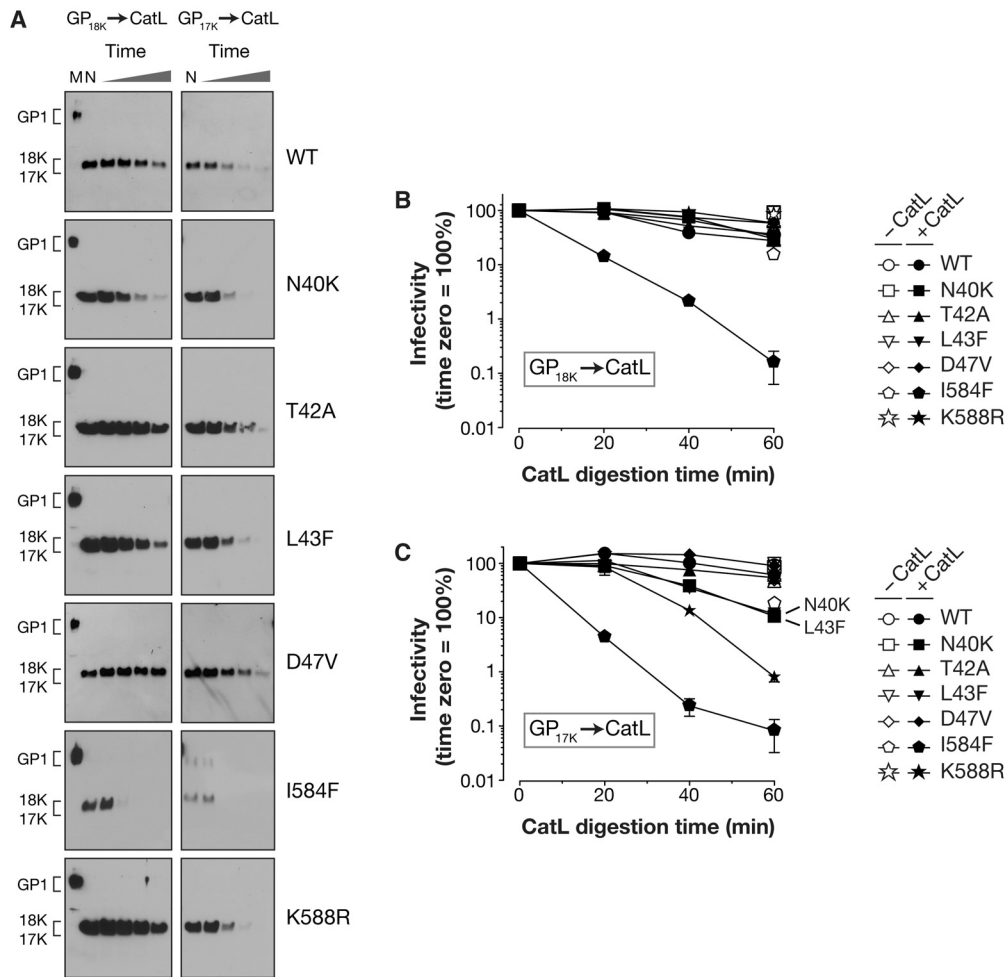 A
GP18K→CatL GP17K→CatL
Time Time
M N N
GP1
18K
17K
WT
GP1
18K
17K
N40K
GP1
18K
17K
T42A
GP1
18K
17K
L43F
GP1
18K
17K
D47V
GP1
18K
17K
I584F
GP1
18K
17K
K588R
B
Infectivity
(time zero = 100%)
100
10
1
0.1
0.01
GP18K→CatL
0 20 40 60
CatL digestion time (min)
– CatL
+ CatL
WT
N40K
T42A
L43F
D47V
I584F
K588R
C
Infectivity
(time zero = 100%)
100
10
1
0.1
0.01
N40K
L43F
GP17K→CatL
0 20 40 60
CatL digestion time (min)
– CatL
+ CatL
WT
N40K
T42A
L43F
D47V
I584F
K588R